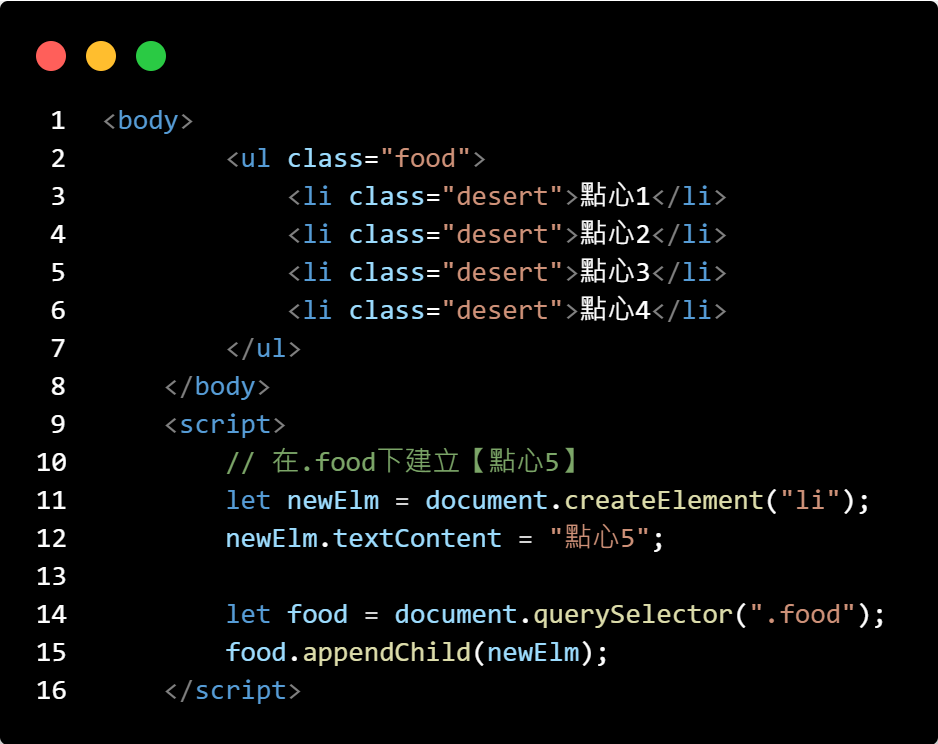 1 <body>
2 <ul class="food">
3 <li class="desert">點心1</li>
4 <li class="desert">點心2</li>
5 <li class="desert">點心3</li>
6 <li class="desert">點心4</li>
7 </ul>
8 </body>
9 <script>
10 // 在.food下建立【點心5】
11 let newElm = document.createElement("li");
12 newElm.textContent = "點心5";
13
14 let food = document.querySelector(".food");
15 food.appendChild(newElm);
16 </script>